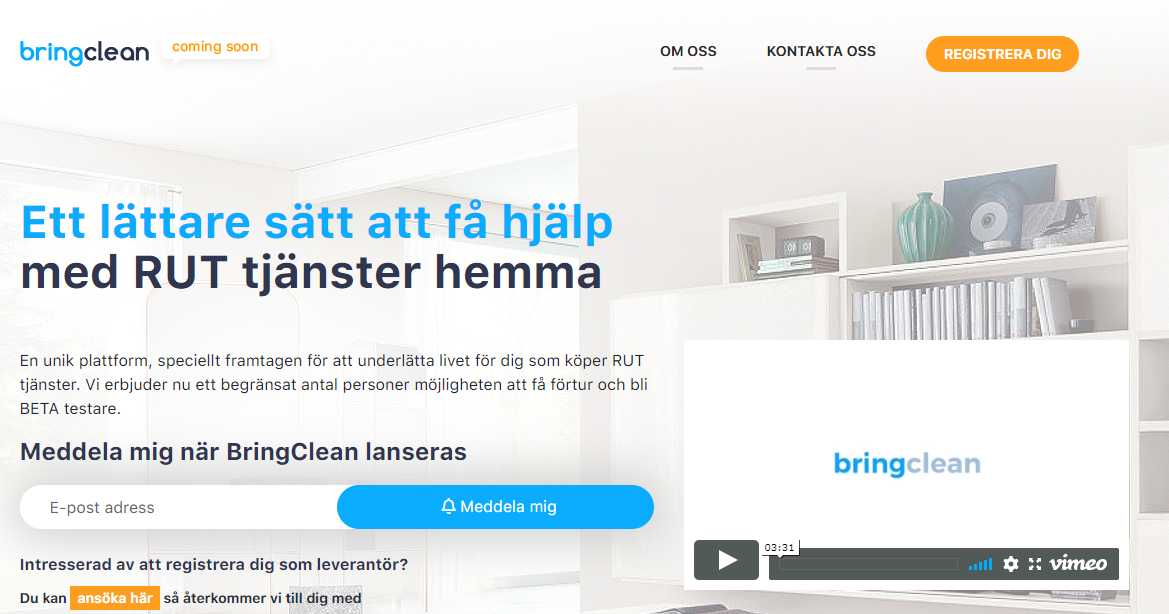 bringclean
coming soon
OM OSS
KONTAKTA OSS
REGISTRERA DIG
Ett lättare sätt att få hjälp
med RUT tjänster hemma
En unik plattform, speciellt framtagen för att underlätta livet för dig som köper RUT
tjänster. Vi erbjuder nu ett begränsat antal personer möjligheten att få förtur och bli
BETA testare.
Meddela mig när BringClean lanseras
E-post adress
Meddela mig
bringclean
03:31
vimeo
Intresserad av att registrera dig som leverantör?
Du kan ansöka här så återkommer vi till dig med